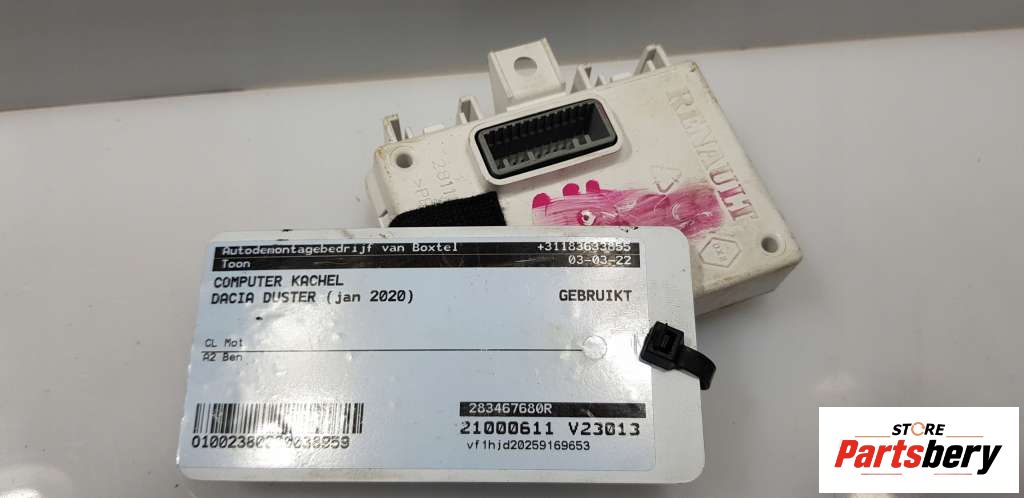 RENAULT
2811
>P
Autodemontagebedrijf van Boxtel +31183633855
Toon 03-03-22
COMPUTER KACHEL
DACIA DUSTER (jan 2020) GEBRUIKT
CL Mot
A2 Ben
283467680R
21000611 V23013
vf1hjd20259169653
STORE
Partsbery